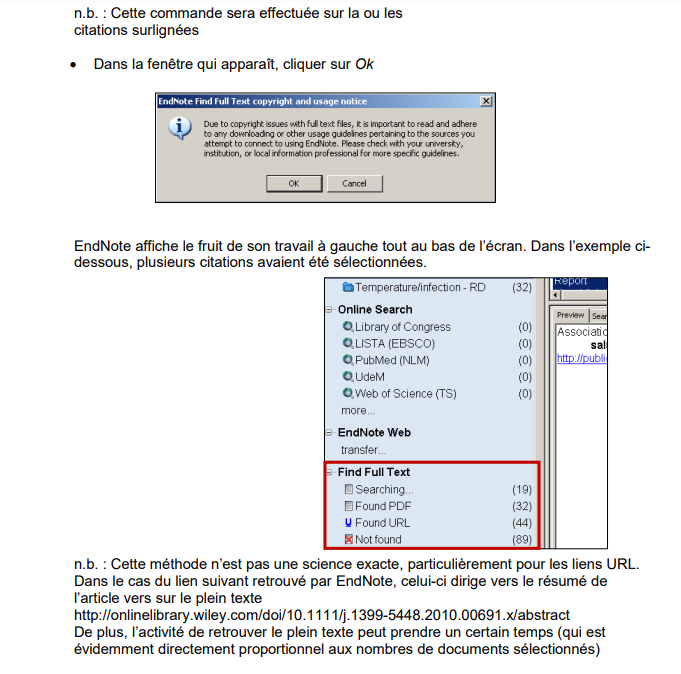 n.b. : Cette commande sera effectuée sur la ou les
citations surlignées
• Dans la fenêtre qui apparaît, cliquer sur Ok
EndNote Find Full Text copyright and usage notice
Due to copyright issues with full text files, it is important to read and adhere
to any downloading or other usage guidelines pertaining to the sources you
attempt to connect to using EndNote. Please check with your university,
institution, or local information professional for more specific guidelines.
OK Cancel
EndNote affiche le fruit de son travail à gauche tout au bas de l'écran. Dans l'exemple ci-
dessous, plusieurs citations avaient été sélectionnées.
Temperature/infection - RD (32)
Online Search
Library of Congress (0)
LISTA (EBSCO) (0)
PubMed (NLM) (0)
UdeM (0)
Web of Science (TS) (0)
more...
EndNote Web
transfer...
Find Full Text
Searching... (19)
Found PDF (32)
Found URL (44)
Not found (89)
Report
Preview Sear
Associatio
sal
http://publi
n.b. : Cette méthode n'est pas une science exacte, particulièrement pour les liens URL.
Dans le cas du lien suivant retrouvé par EndNote, celui-ci dirige vers le résumé de
l'article vers sur le plein texte
http://onlinelibrary.wiley.com/doi/10.1111/j.1399-5448.2010.00691.x/abstract
De plus, l'activité de retrouver le plein texte peut prendre un certain temps (qui est
évidemment directement proportionnel aux nombres de documents sélectionnés)